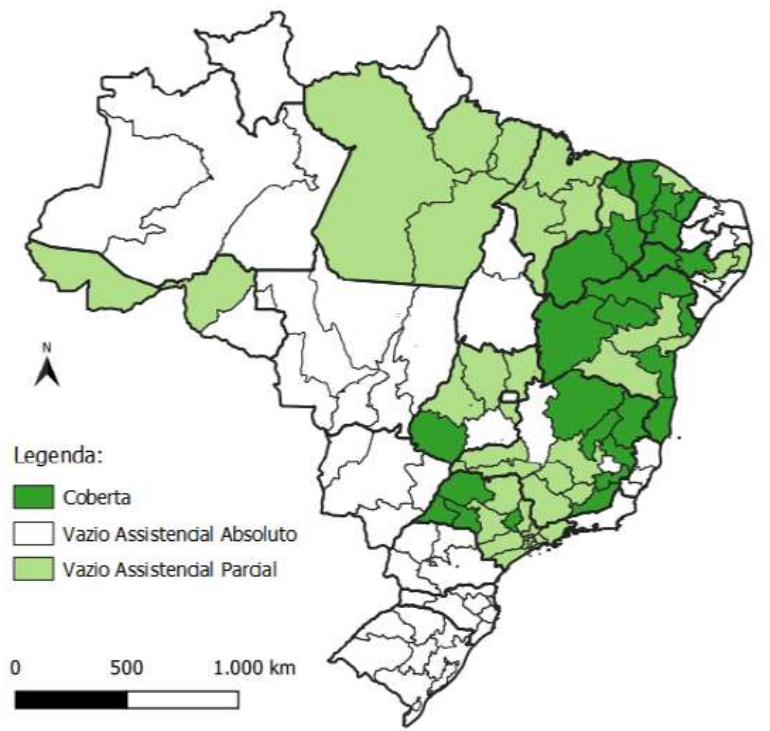 N
Legenda:
Coberta
Vazio Assistencial Absoluto
Vazio Assistencial Parcial
0 500 1.000 km